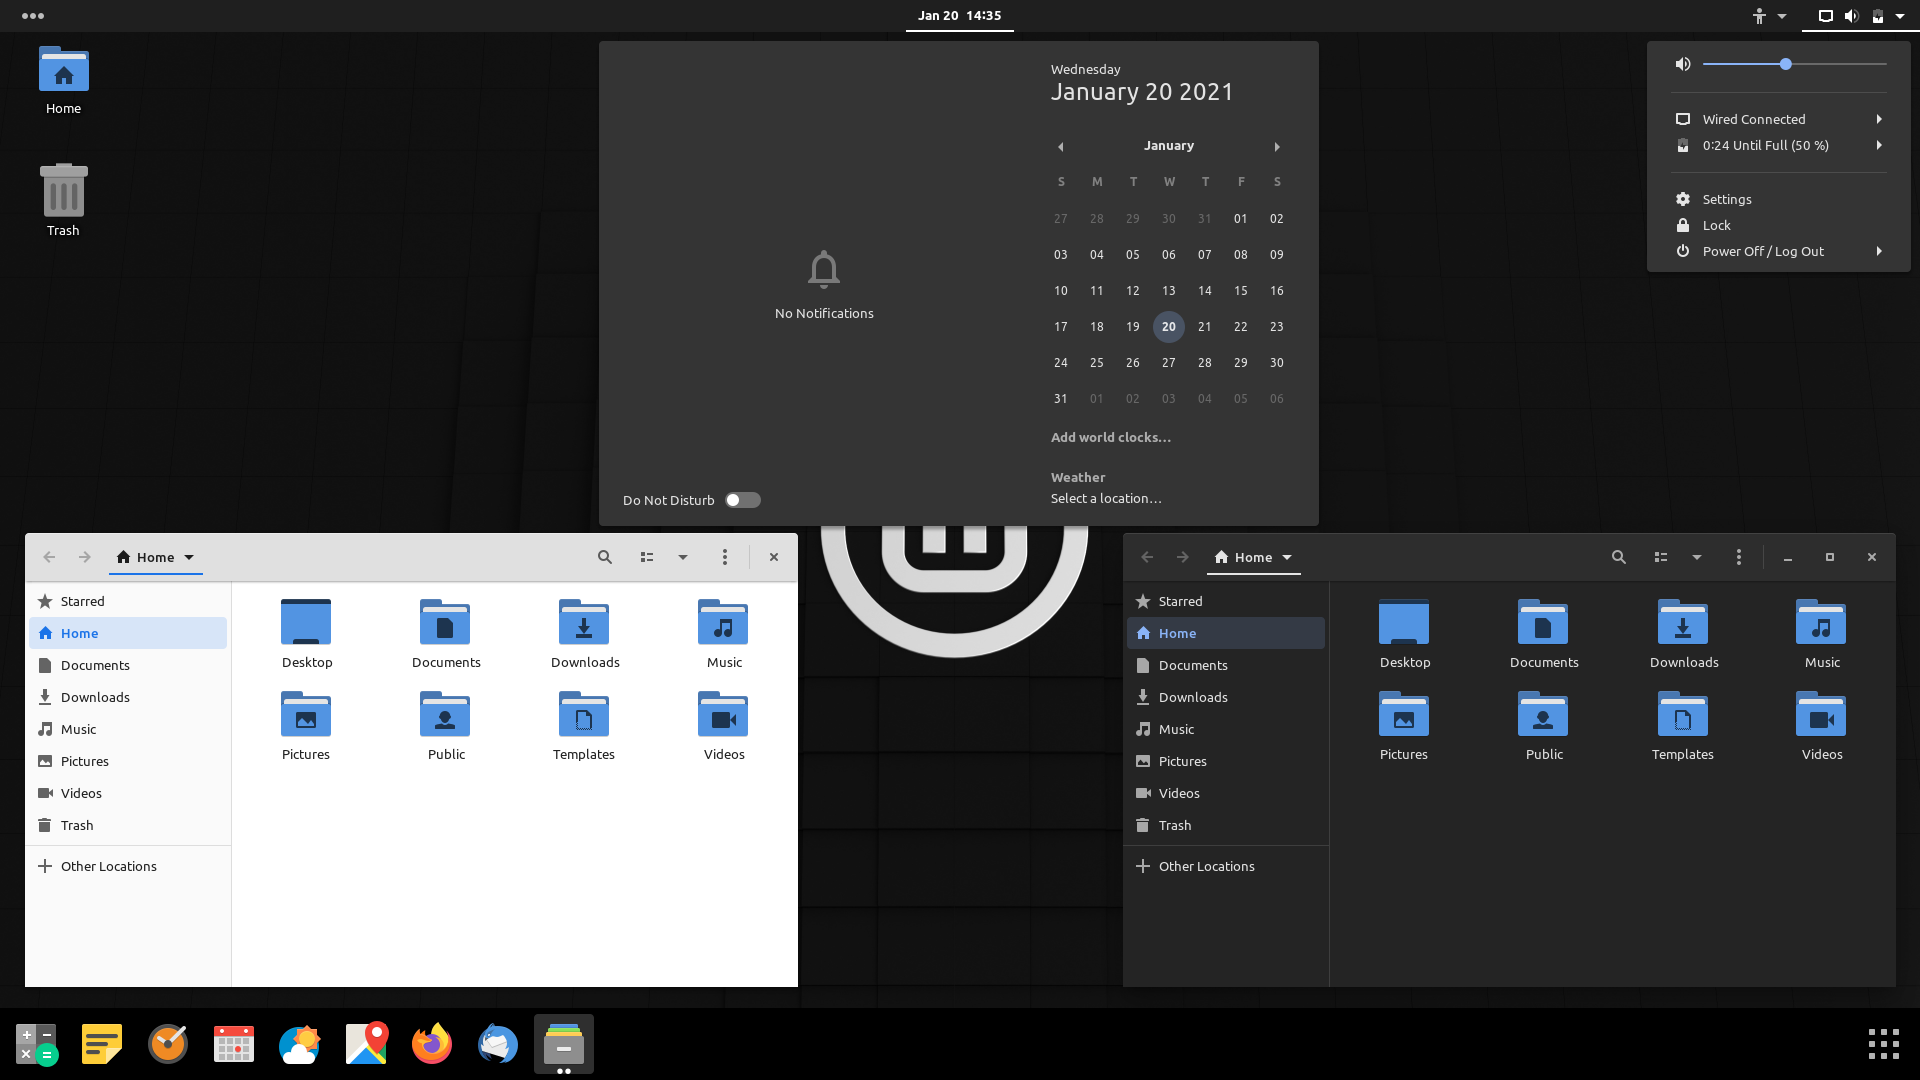 Jan 20 14:35
Home
Trash
No Notifications
Do Not Disturb
Wednesday
January 20 2021
January
S M T W T F S
27 28 29 30 31 01 02
03 04 05 06 07 08 09
10 11 12 13 14 15 16
17 18 19 20 21 22 23
24 25 26 27 28 29 30
31 01 02 03 04 05 06
Add world clocks…
Weather
Select a location…
Wired Connected
0:24 Until Full (50 %)
Settings
Lock
Power Off / Log Out
Home
Starred
Home
Documents
Downloads
Music
Pictures
Videos
Trash
Other Locations
Desktop Documents Downloads Music
Pictures Public Templates Videos
Home
Starred
Home
Documents
Downloads
Music
Pictures
Videos
Trash
Other Locations
Desktop Documents Downloads Music
Pictures Public Templates Videos